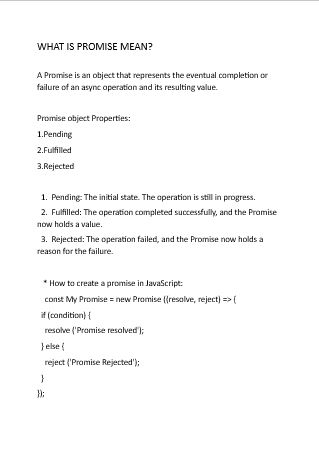 WHAT IS PROMISE MEAN?
A Promise is an object that represents the eventual completion or
failure of an async operation and its resulting value.
Promise object Properties:
1.Pending
2.Fulfilled
3.Rejected
1. Pending: The initial state. The operation is still in progress.
2. Fulfilled: The operation completed successfully, and the Promise
now holds a value.
3. Rejected: The operation failed, and the Promise now holds a
reason for the failure.
* How to create a promise in JavaScript:
const My Promise = new Promise ((resolve, reject) => {
if (condition) {
resolve ('Promise resolved');
} else {
reject ('Promise Rejected');
}
});